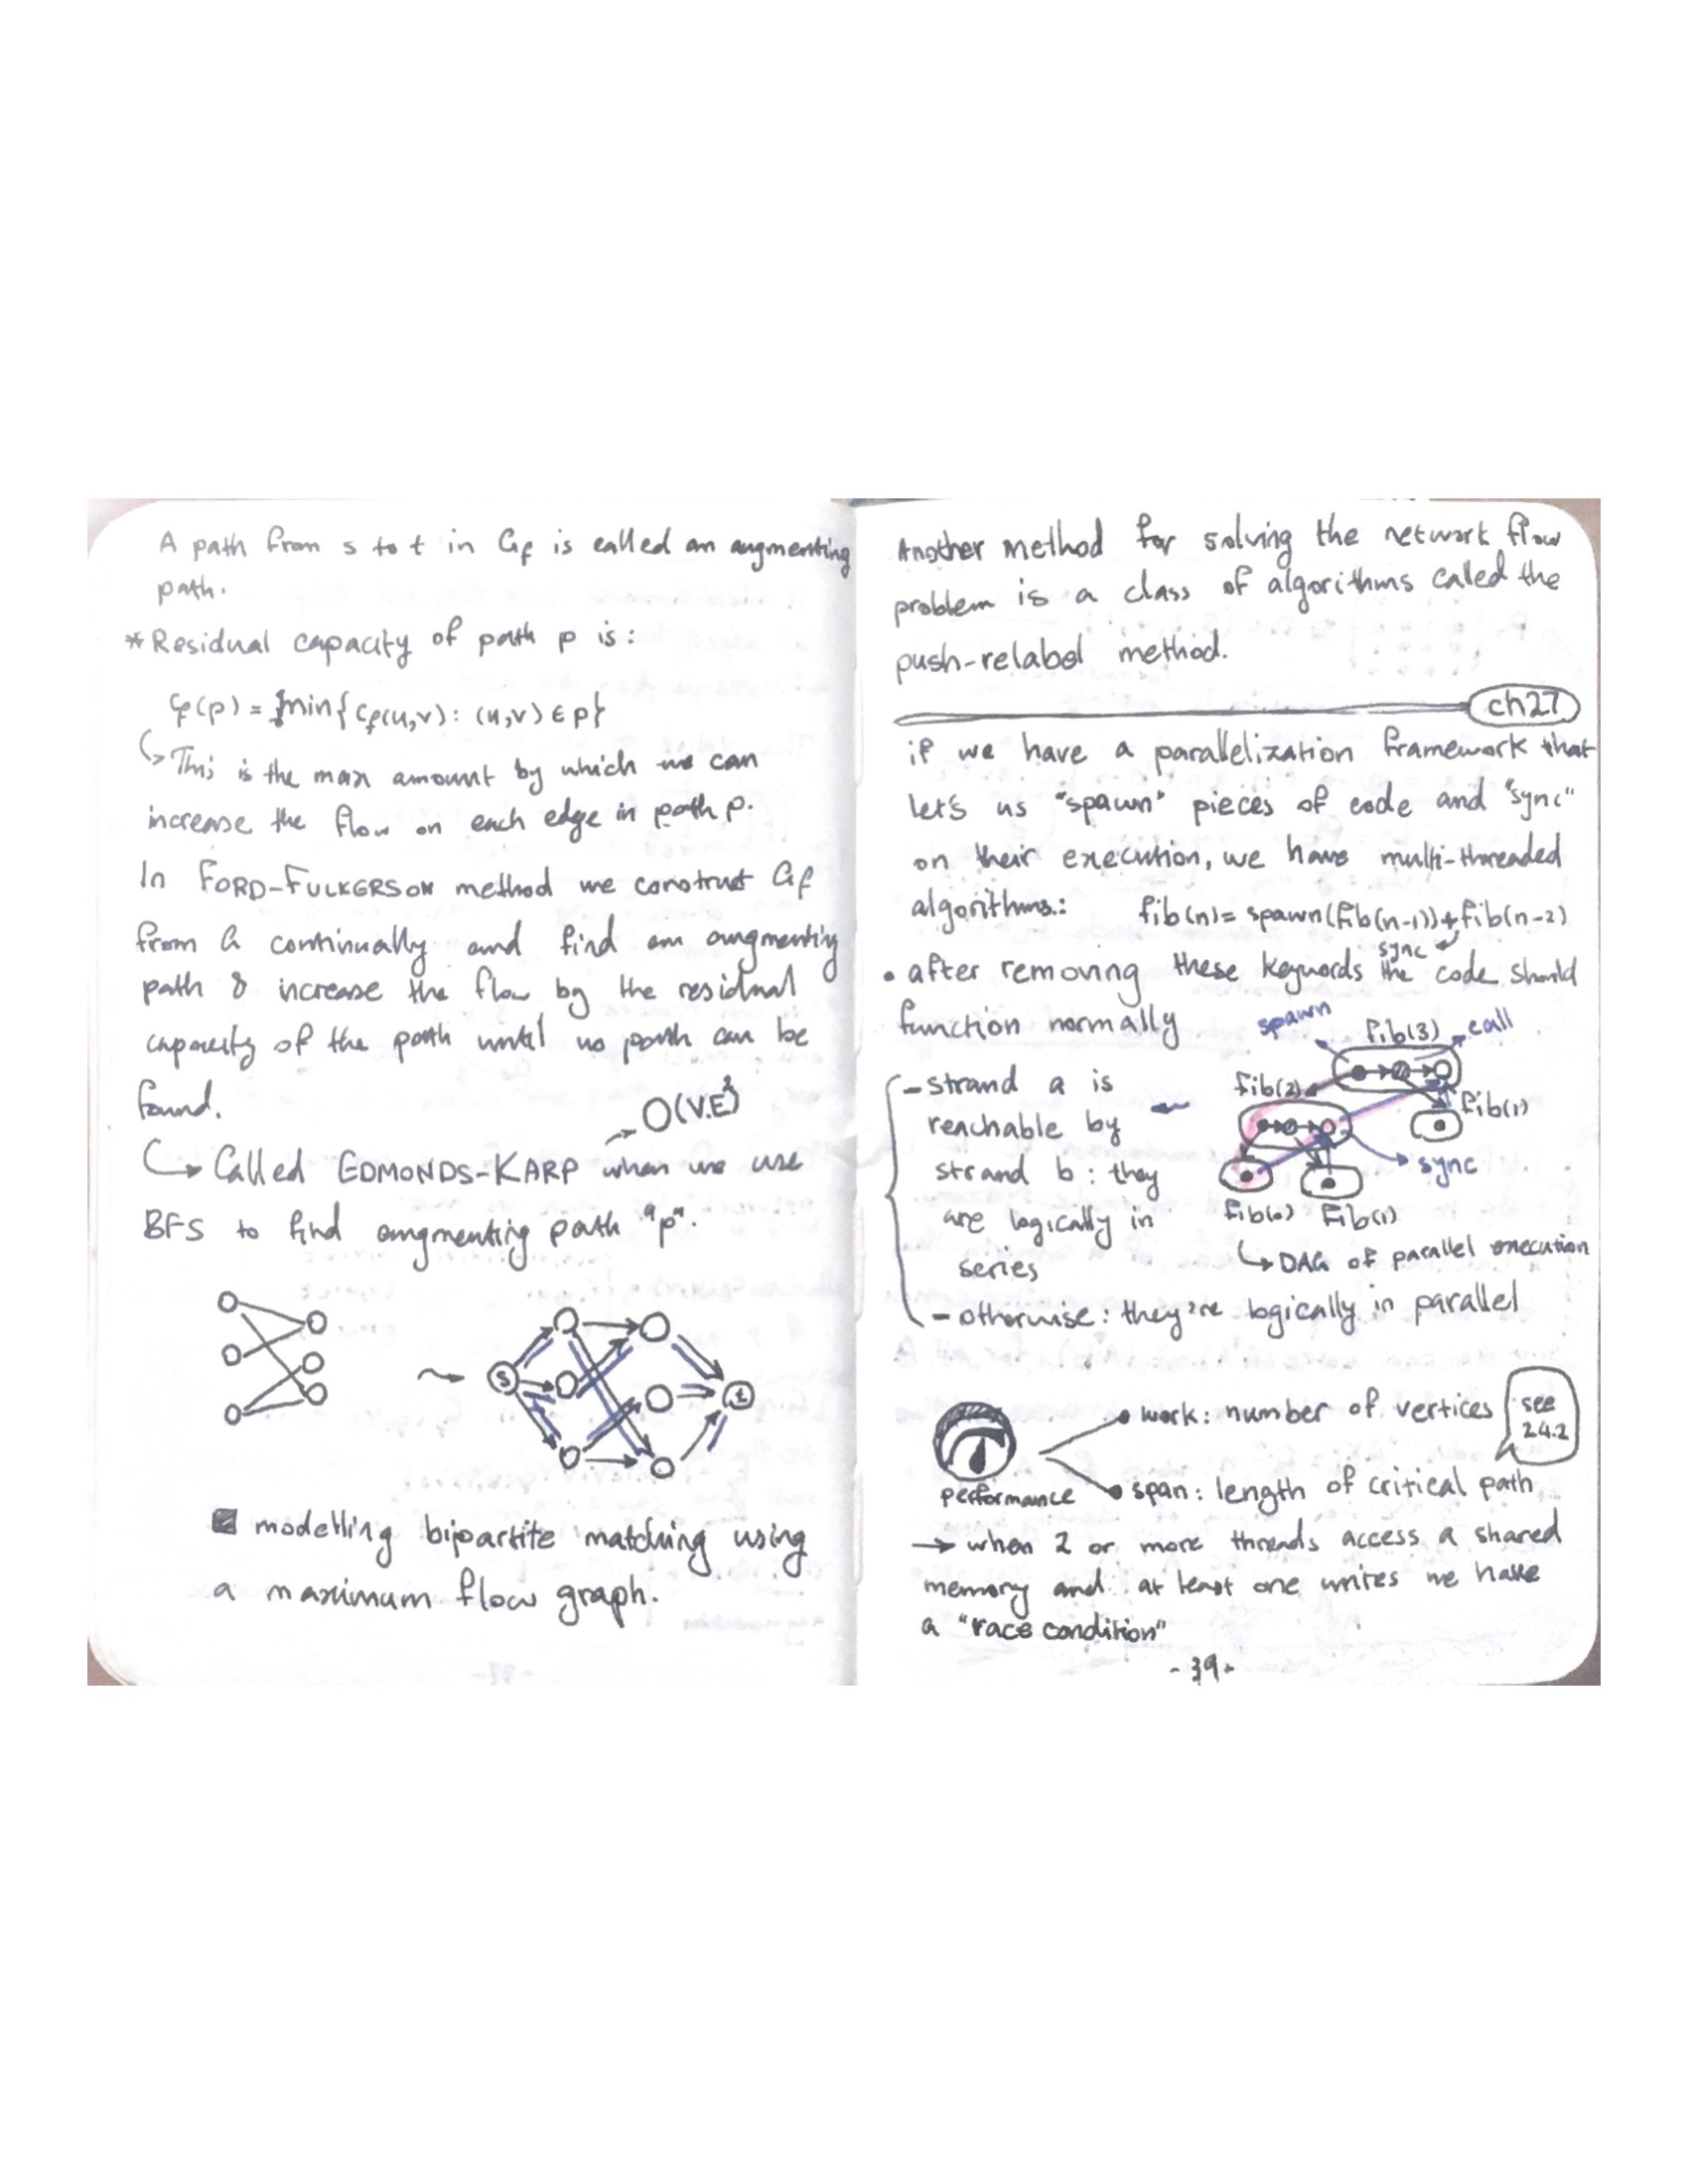 A path from s to t in Gf is called an augmenting
path.
* Residual capacity of path p is:
Cf(p) = min{Cf(u,v): (u,v) ∈ p}
↳ This is the max amount by which we can
increase the flow on each edge in path p.
In FORD-FULKERSON method we construct Gf
from G continually and find an augmenting
path & increase the flow by the residual
capacity of the path until no path can be
found.
→ O(V.E²)
↳ Called EDMONDS-KARP when we use
BFS to find augmenting path "p".
s
t
modelling bipartite matching using
a maximum flow graph.
Another method for solving the network flow
problem is a class of algorithms called the
push-relabel method.
ch27
if we have a parallelization framework that
let's us "spawn" pieces of code and "sync"
on their execution, we have multi-threaded
algorithms.: fib(n)= spawn(fib(n-1))+fib(n-2)
sync
• after removing these keywords the code should
function normally
spawn fib(3) call
fib(2)
fib(1)
sync
fib(0) fib(1)
↳ DAG of parallel execution
- strand a is
reachable by
strand b : they
are logically in
series
- otherwise: they're logically in parallel
performance
• work: number of vertices
see
24.2
• span: length of critical path
→ when 2 or more threads access a shared
memory and at least one writes we have
a "race condition"
- 39 -